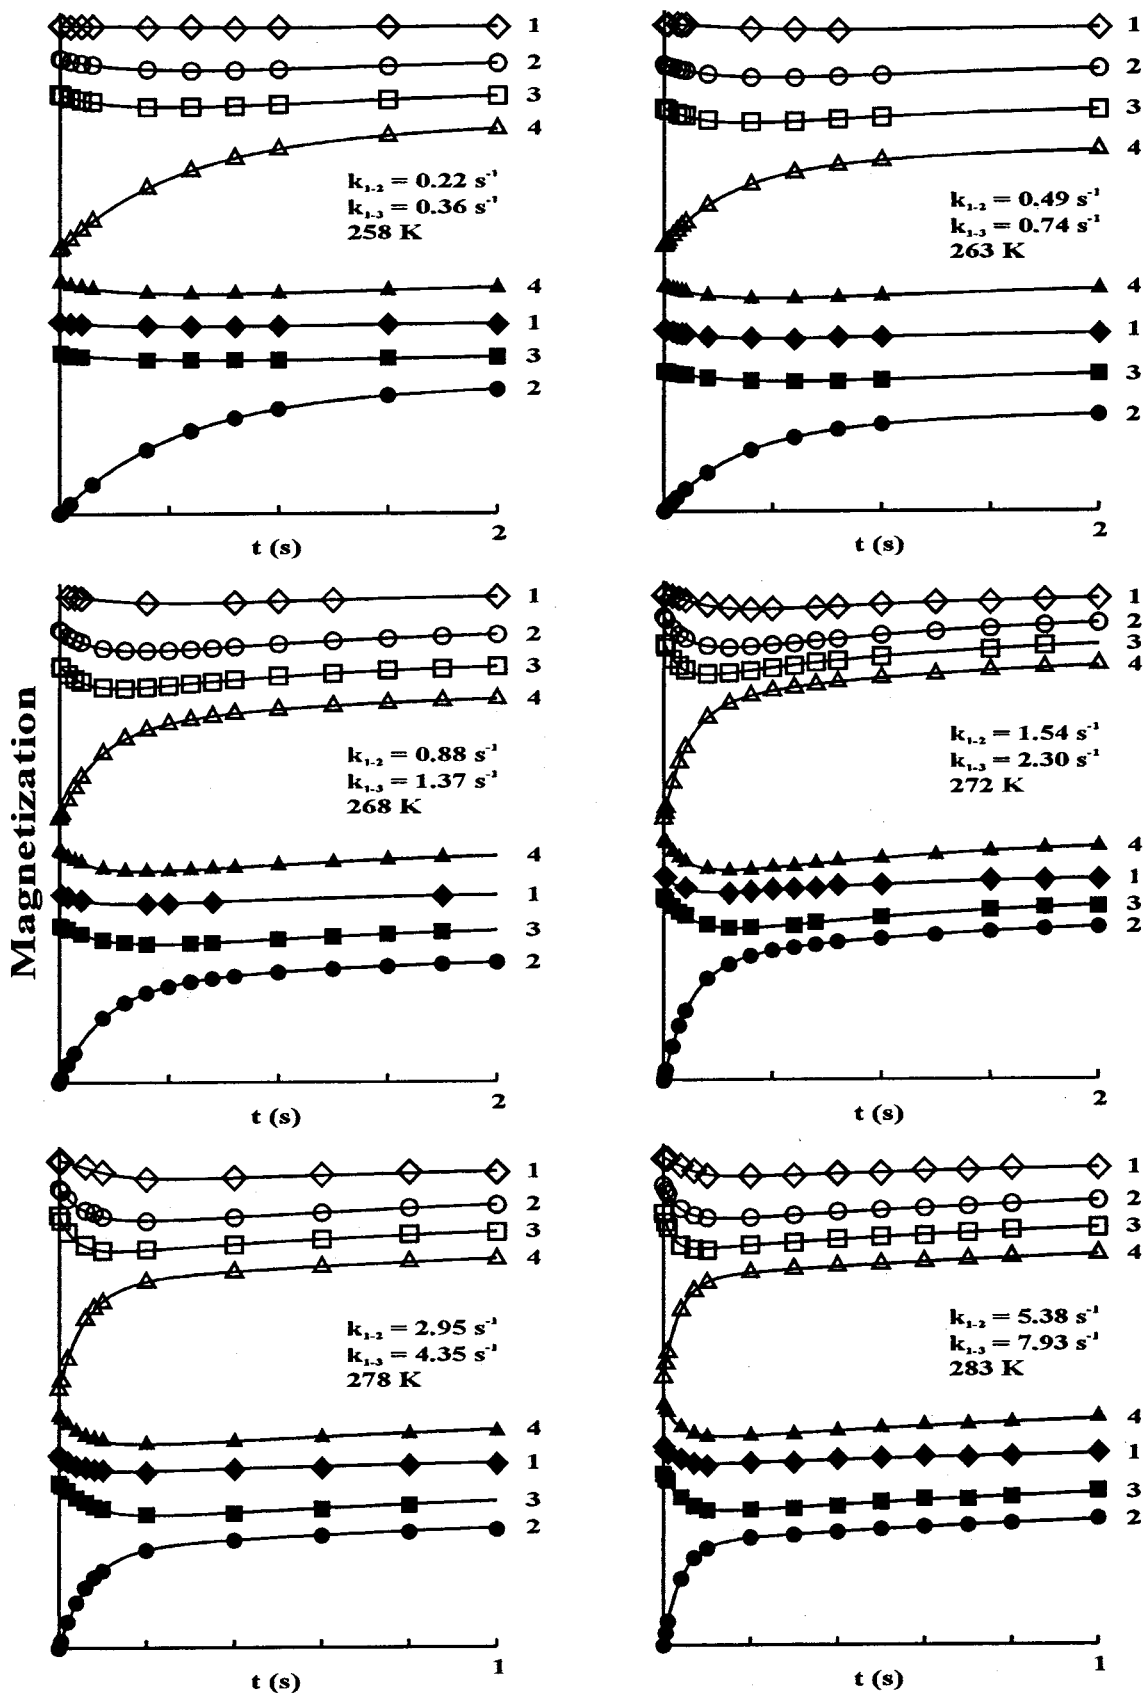 Magnetization
1
2
3
4
k₁₋₂ = 0.22 s⁻¹
k₁₋₃ = 0.36 s⁻¹
258 K
4
1
3
2
2
t (s)
1
2
3
4
k₁₋₂ = 0.49 s⁻¹
k₁₋₃ = 0.74 s⁻¹
263 K
4
1
3
2
2
t (s)
1
2
3
4
k₁₋₂ = 0.88 s⁻¹
k₁₋₃ = 1.37 s⁻¹
268 K
4
1
3
2
2
t (s)
1
2
3
4
k₁₋₂ = 1.54 s⁻¹
k₁₋₃ = 2.30 s⁻¹
272 K
4
1
3
2
2
t (s)
1
2
3
4
k₁₋₂ = 2.95 s⁻¹
k₁₋₃ = 4.35 s⁻¹
278 K
4
1
3
2
1
t (s)
1
2
3
4
k₁₋₂ = 5.38 s⁻¹
k₁₋₃ = 7.93 s⁻¹
283 K
4
1
3
2
1
t (s)